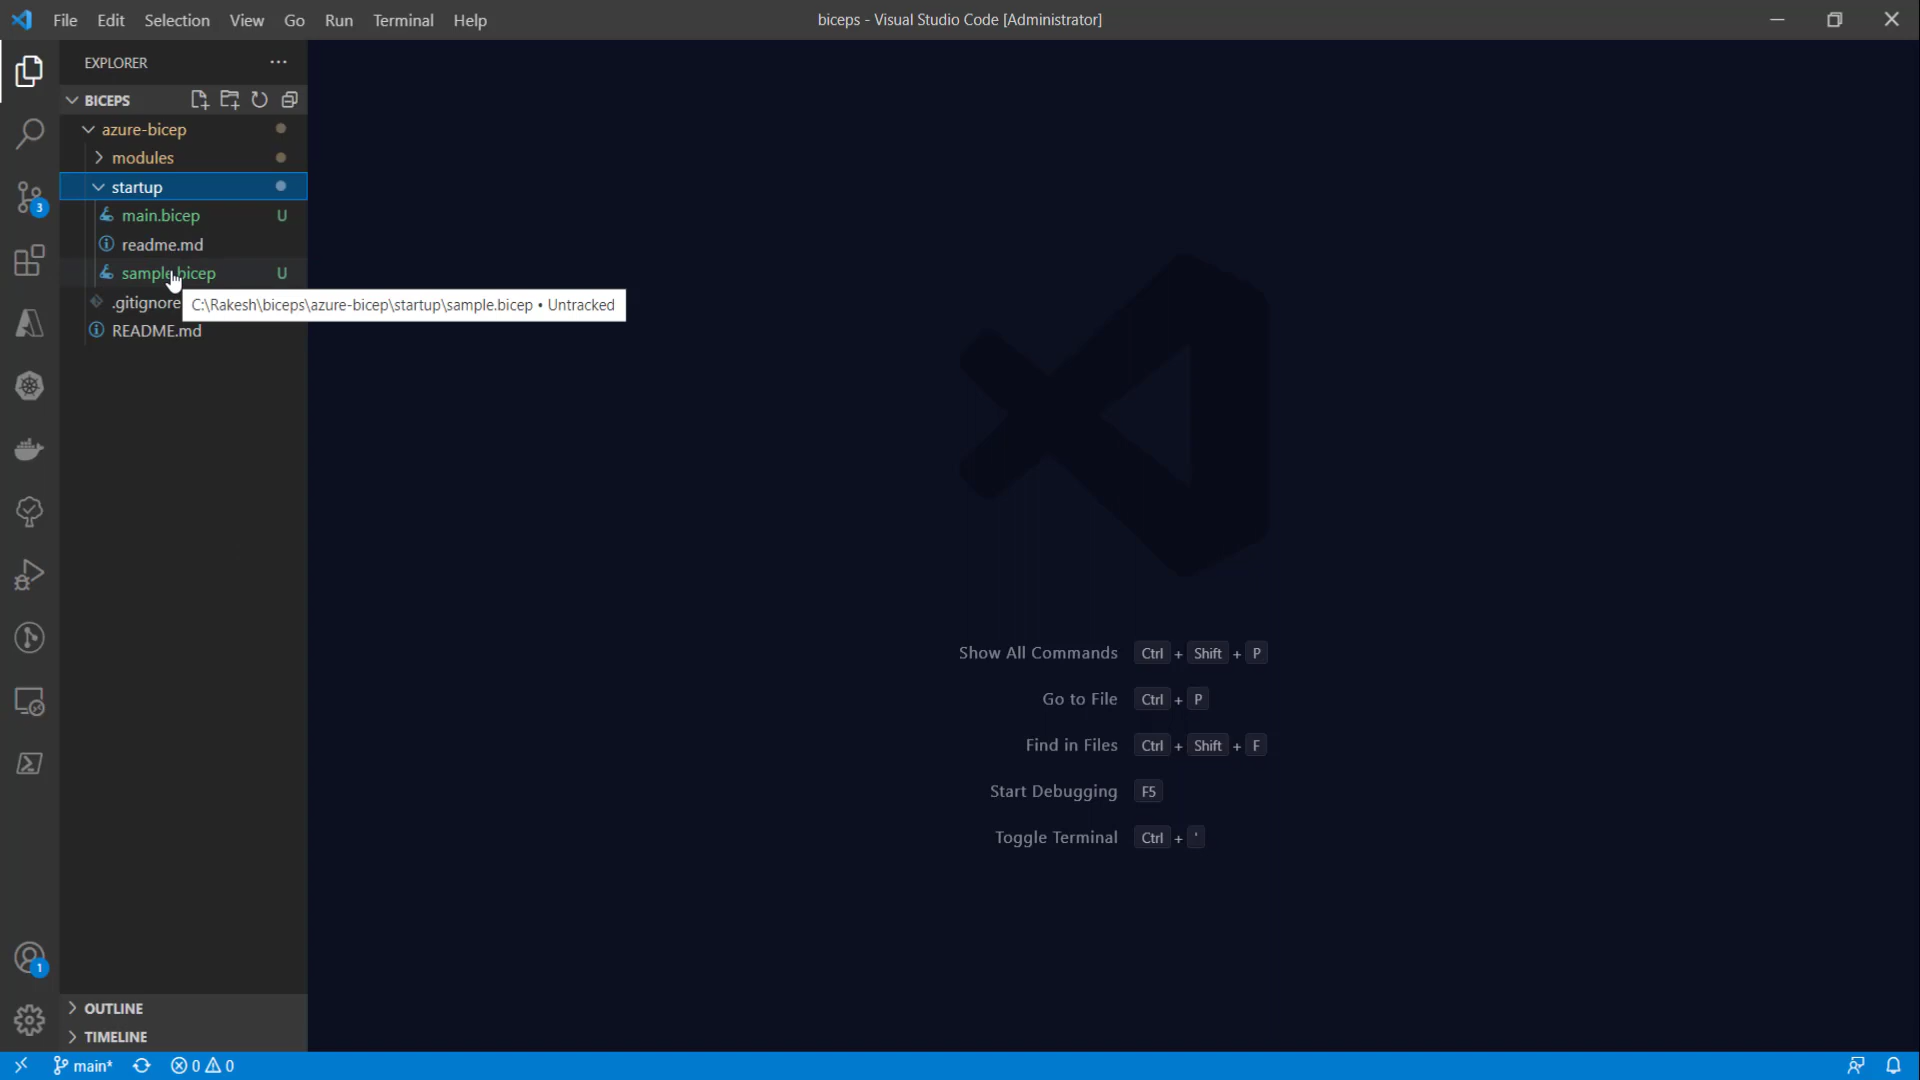 File Edit Selection View Go Run Terminal Help
biceps - Visual Studio Code [Administrator]
EXPLORER
BICEPS
azure-bicep
modules
startup
main.bicep U
readme.md
sample.bicep U
.gitignore
C:\Rakesh\biceps\azure-bicep\startup\sample.bicep • Untracked
README.md
3
Show All Commands Ctrl + Shift + P
Go to File Ctrl + P
Find in Files Ctrl + Shift + F
Start Debugging F5
Toggle Terminal Ctrl + '
1
OUTLINE
TIMELINE
main* 0 0